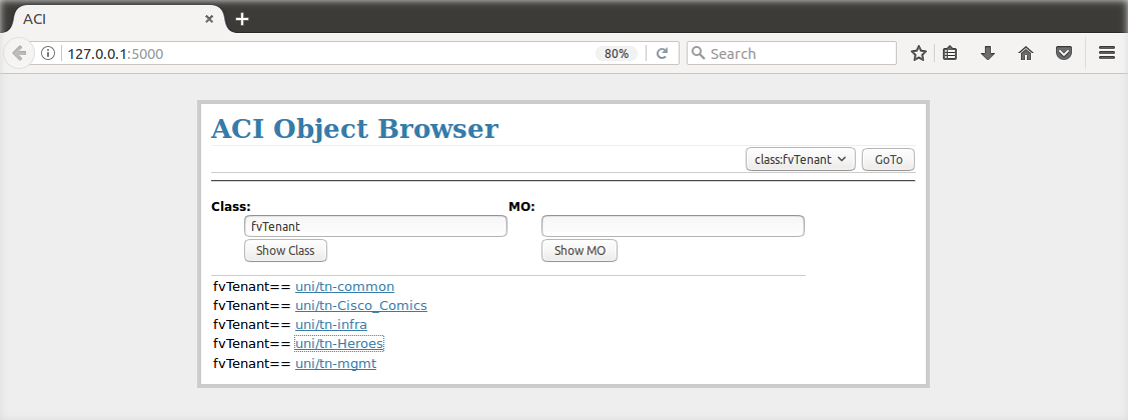 ACI
127.0.0.1:5000 80% Search
ACI Object Browser
class:fvTenant GoTo
Class: MO:
fvTenant
Show Class Show MO
fvTenant== uni/tn-common
fvTenant== uni/tn-Cisco_Comics
fvTenant== uni/tn-infra
fvTenant== uni/tn-Heroes
fvTenant== uni/tn-mgmt